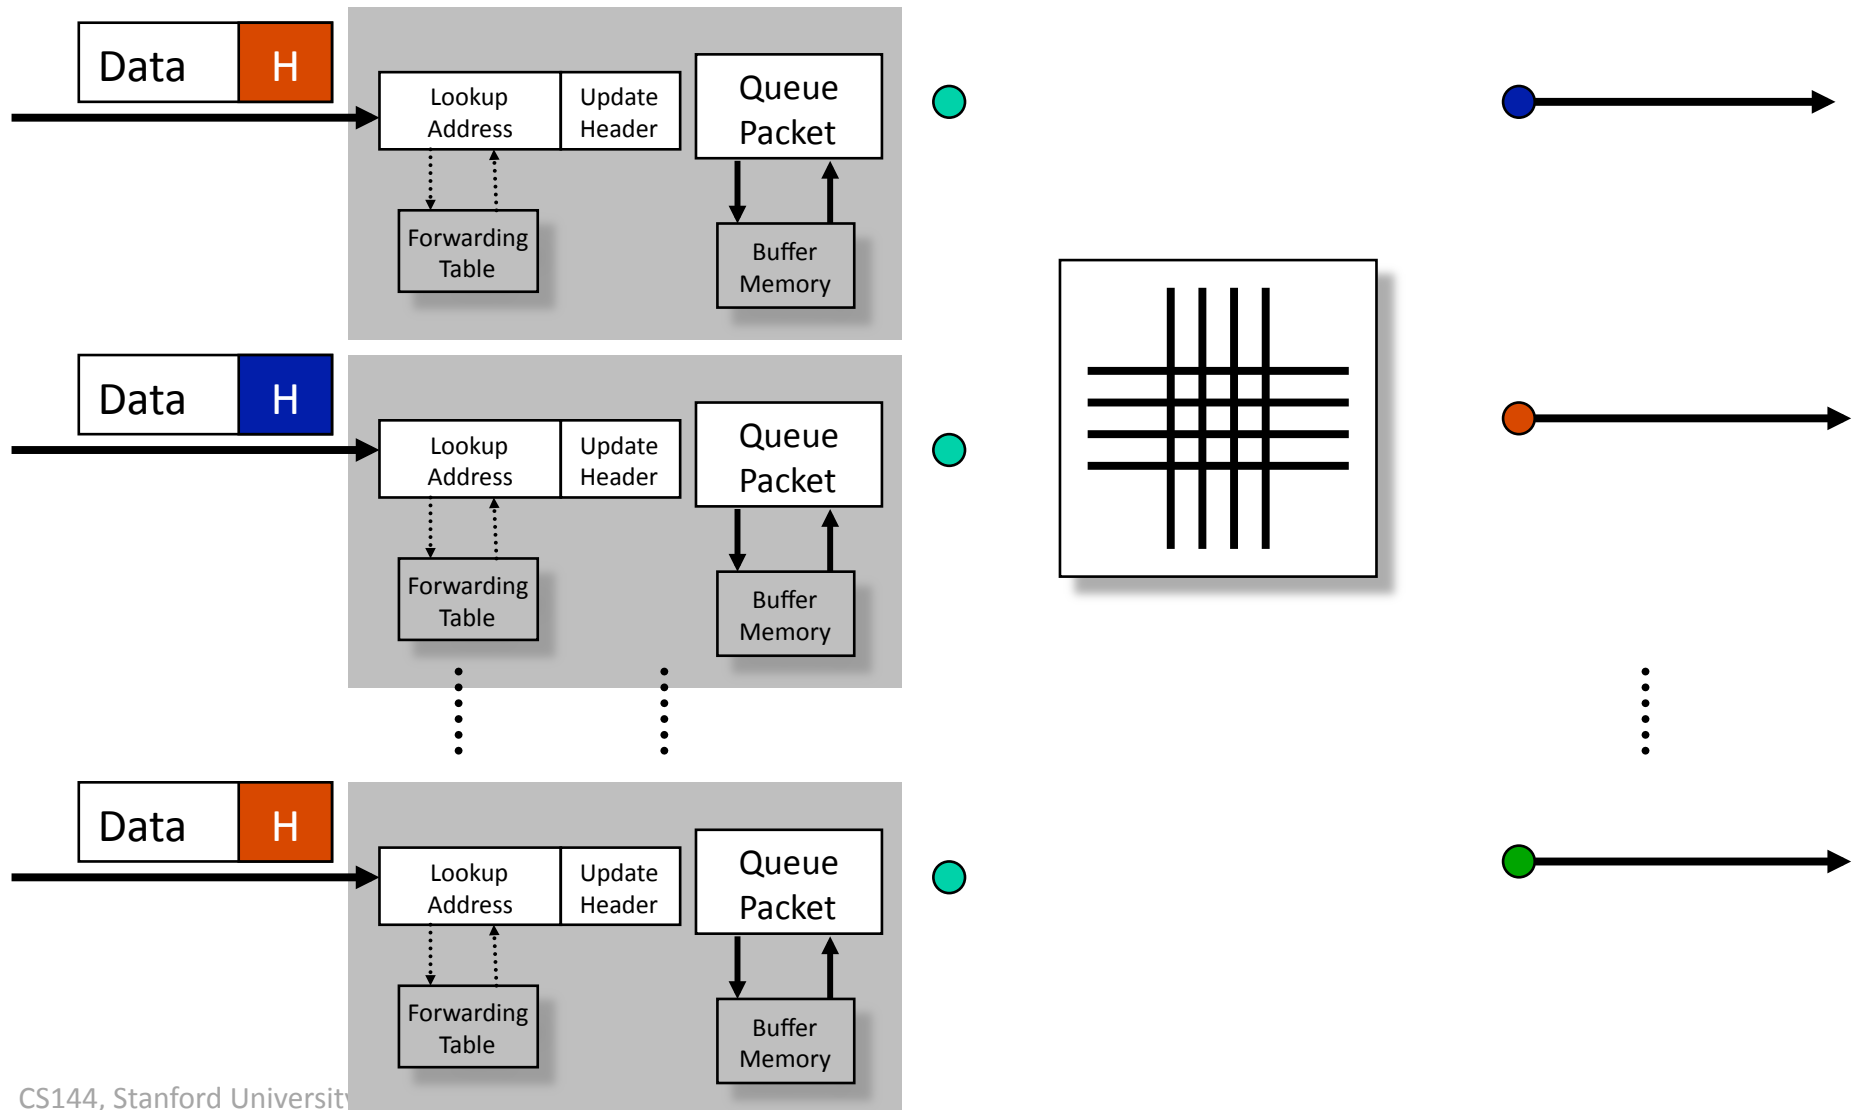 Data H
Lookup
Address
Update
Header
Queue
Packet
Forwarding
Table
Buffer
Memory
Data H
Lookup
Address
Update
Header
Queue
Packet
Forwarding
Table
Buffer
Memory
Data H
Lookup
Address
Update
Header
Queue
Packet
Forwarding
Table
Buffer
Memory
CS144, Stanford University